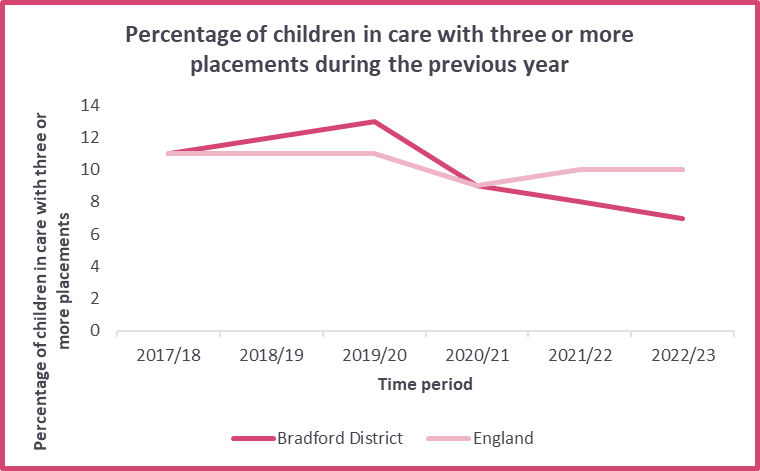 Percentage of children in care with three or more
placements during the previous year
Percentage of children in care with three or
more placements
14
12
10
8
6
4
2
0
2017/18 2018/19 2019/20 2020/21 2021/22 2022/23
Time period
Bradford District England